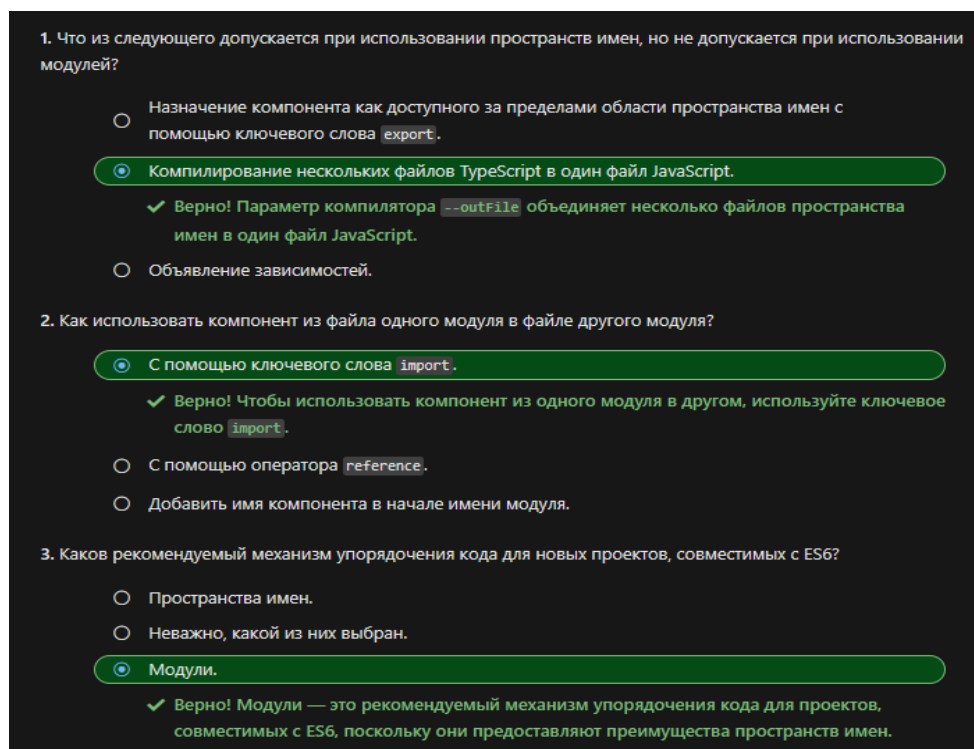 1. Что из следующего допускается при использовании пространств имен, но не допускается при использовании
модулей?
Назначение компонента как доступного за пределами области пространства имен с
помощью ключевого слова export.
Компилирование нескольких файлов TypeScript в один файл JavaScript.
Верно! Параметр компилятора --outFile объединяет несколько файлов пространства
имен в один файл JavaScript.
Объявление зависимостей.
2. Как использовать компонент из файла одного модуля в файле другого модуля?
С помощью ключевого слова import.
Верно! Чтобы использовать компонент из одного модуля в другом, используйте ключевое
слово import.
С помощью оператора reference.
Добавить имя компонента в начале имени модуля.
3. Каков рекомендуемый механизм упорядочения кода для новых проектов, совместимых с ES6?
Пространства имен.
Неважно, какой из них выбран.
Модули.
Верно! Модули — это рекомендуемый механизм упорядочения кода для проектов,
совместимых с ES6, поскольку они предоставляют преимущества пространств имен.